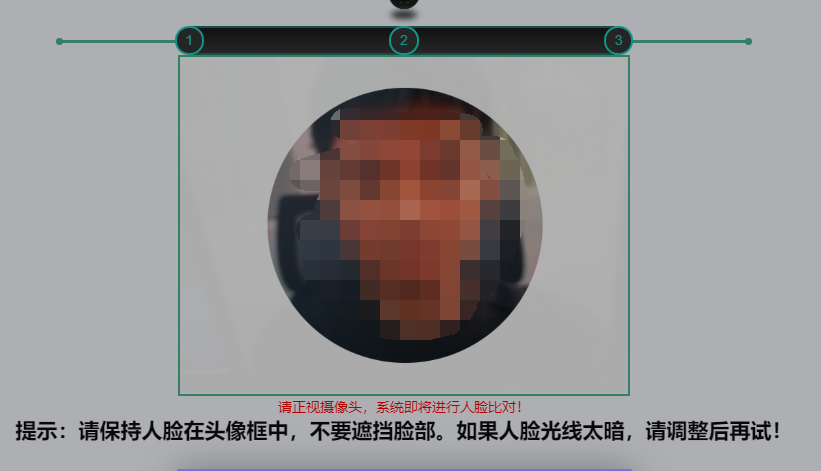 1 2 3
请正视摄像头，系统即将进行人脸比对！
提示：请保持人脸在头像框中，不要遮挡脸部。如果人脸光线太暗，请调整后再试！